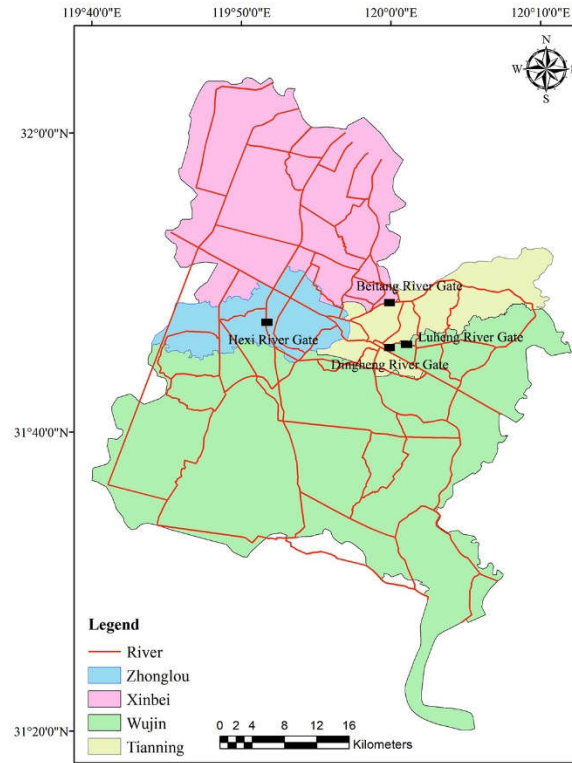 119°40'0"E 119°50'0"E 120°0'0"E 120°10'0"E
N
W
S
32°0'0"N
Beitang River Gate
Hexi River Gate
Luheng River Gate
Dingheng River Gate
31°40'0"N
31°20'0"N
Legend
River
Zhonglou
Xinbei
Wujin
Tianning
0 2 4 8 12 16
Kilometers